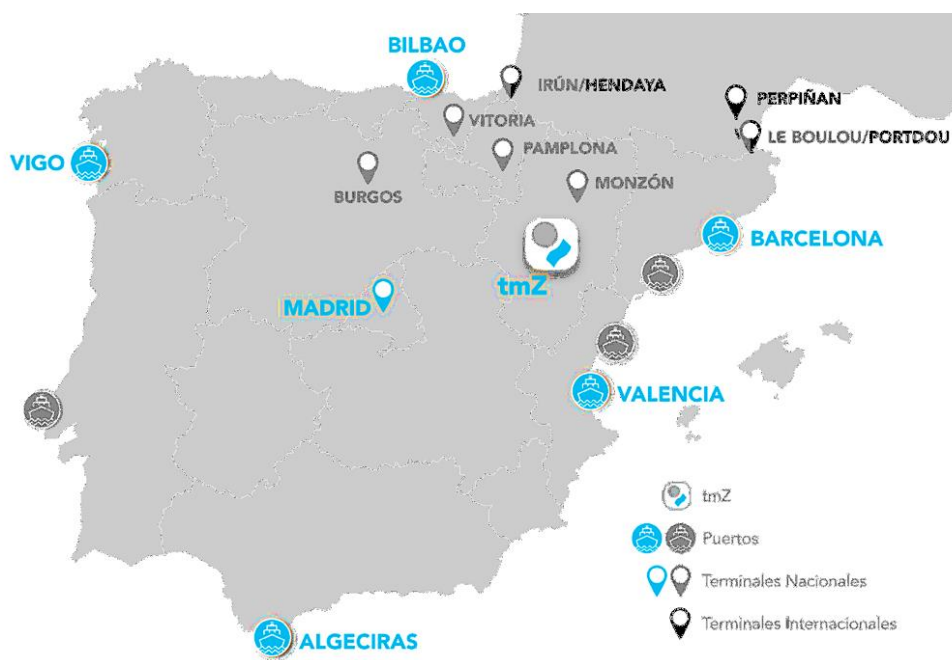 BILBAO
IRÚN/HENDAYA
PERPIÑAN
VITORIA
LE BOULOU/PORTDOU
PAMPLONA
VIGO
MONZÓN
BURGOS
BARCELONA
tmZ
MADRID
VALENCIA
tmZ
Puertos
Terminales Nacionales
Terminales Internacionales
ALGECIRAS